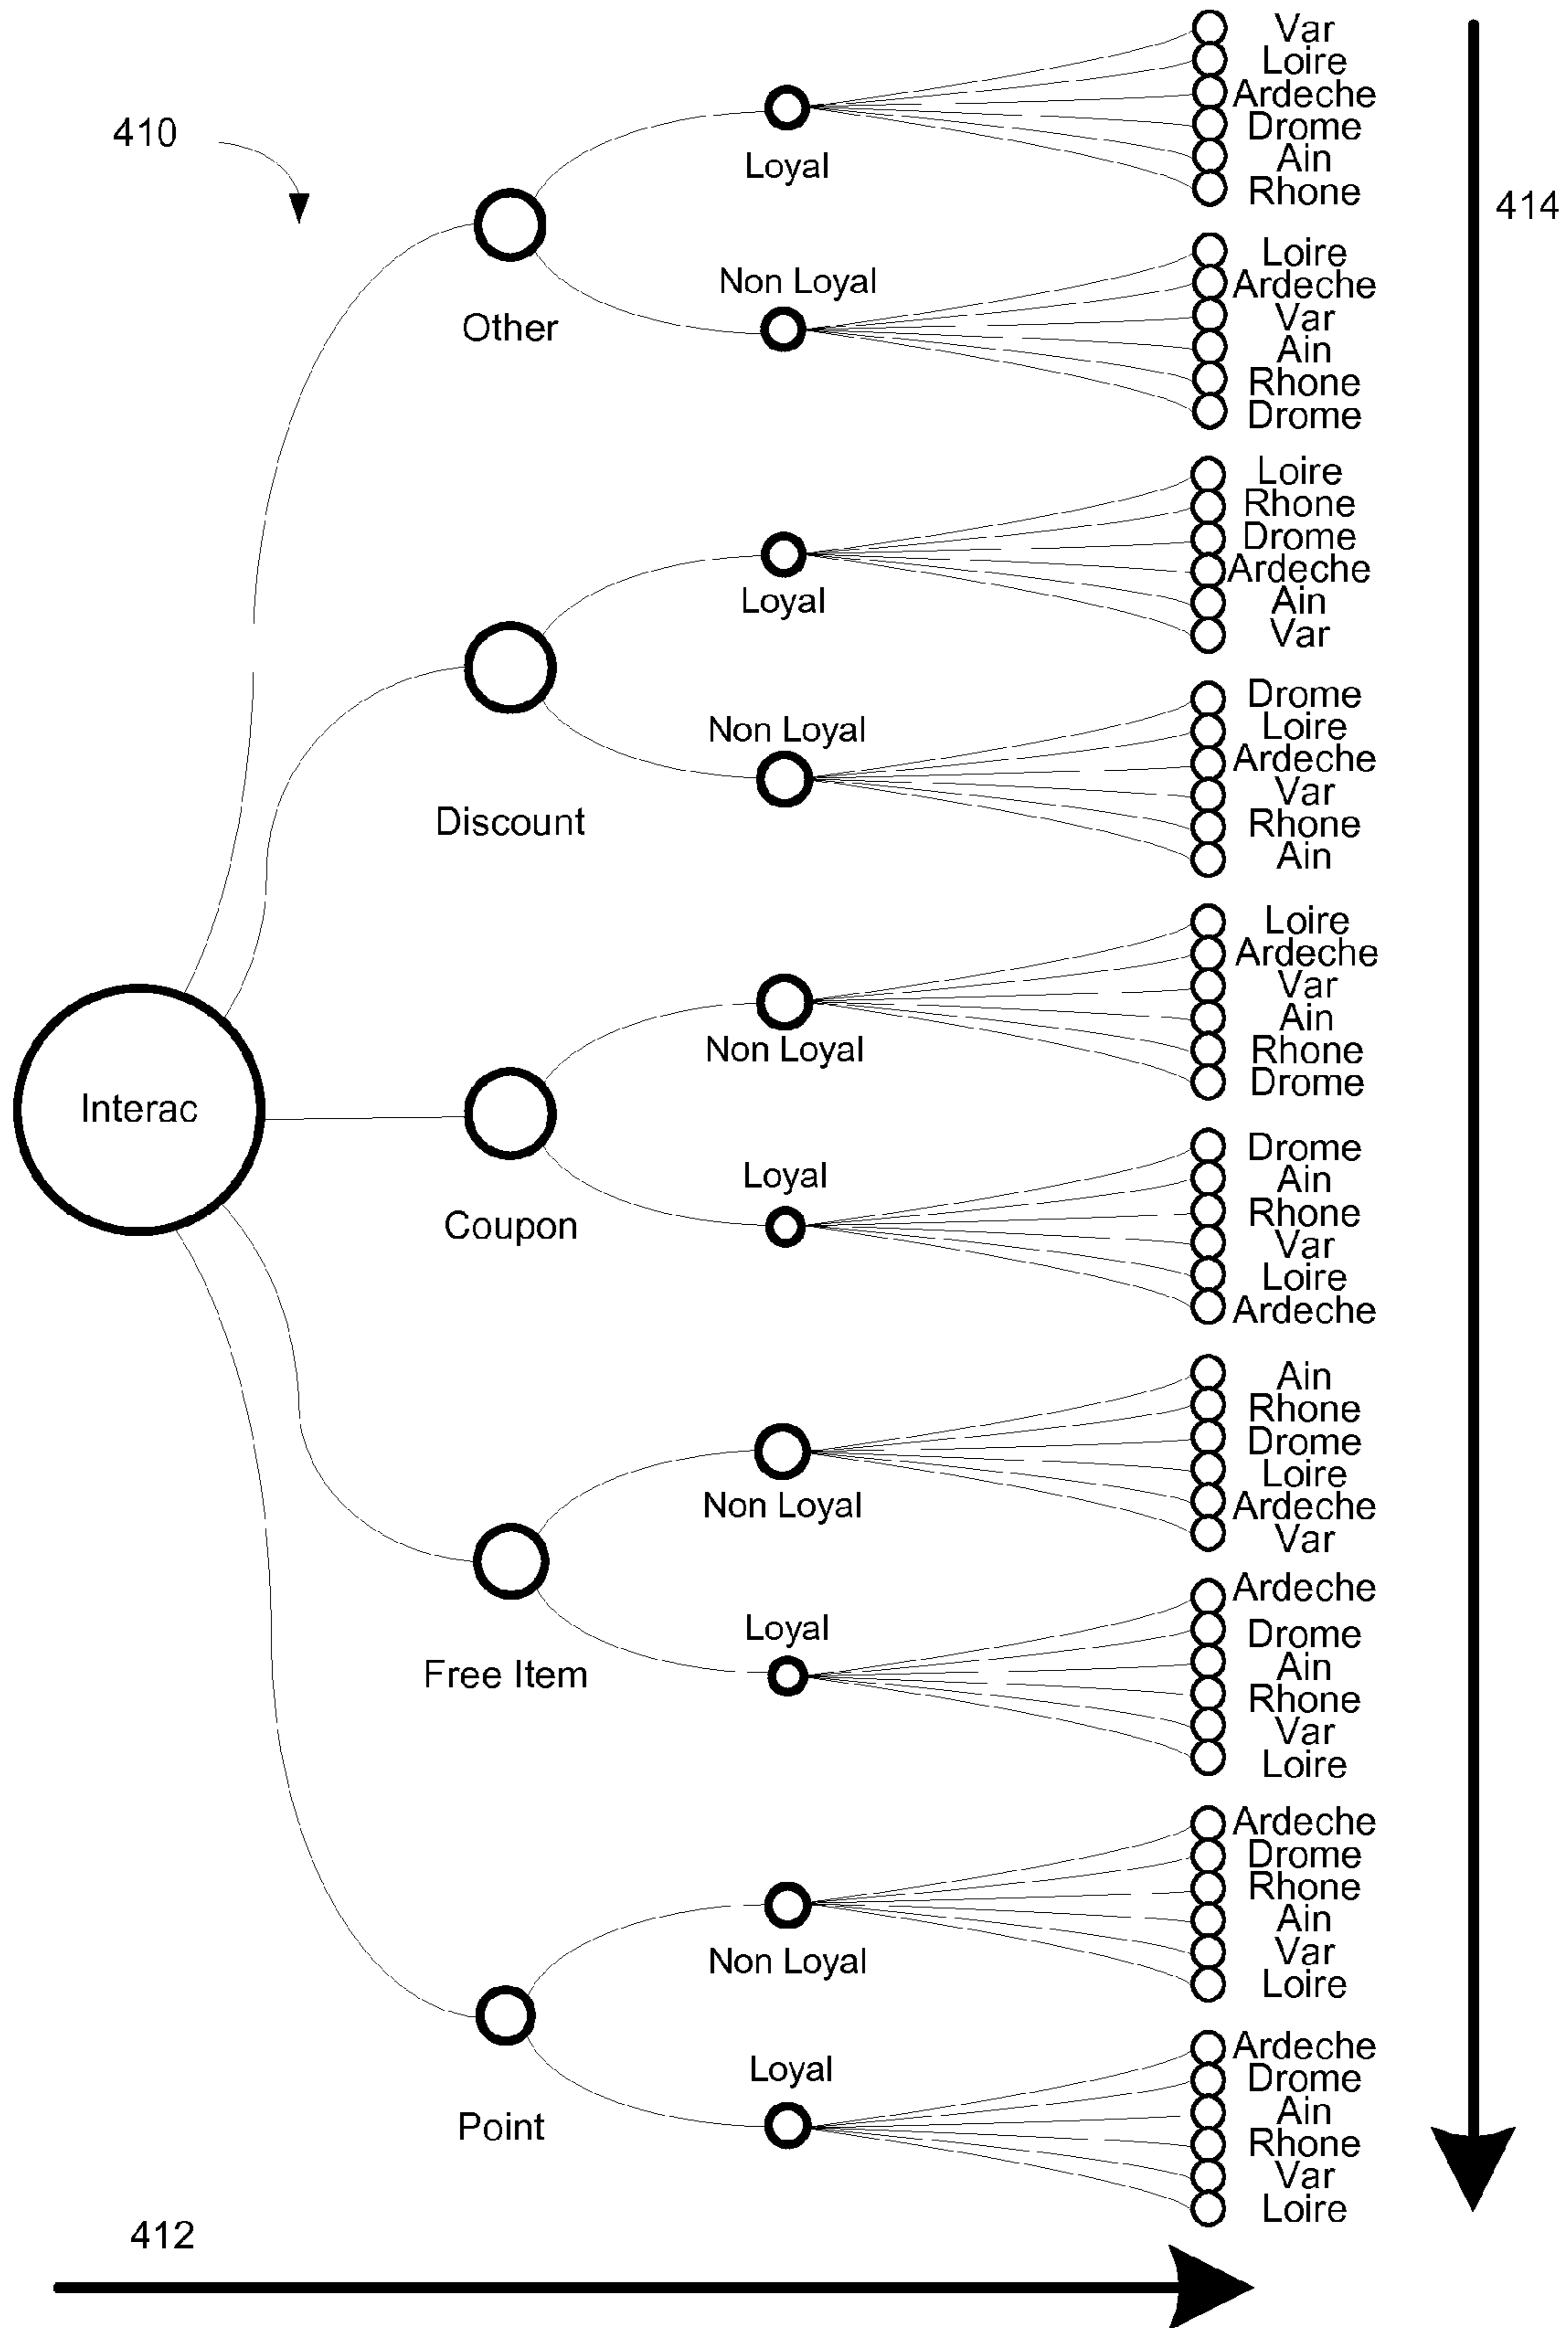 410
414
Interac
Other
Loyal
Var
Loire
Ardeche
Drome
Ain
Rhone
Non Loyal
Loire
Ardeche
Var
Ain
Rhone
Drome
Discount
Loyal
Loire
Rhone
Drome
Ardeche
Ain
Var
Non Loyal
Drome
Loire
Ardeche
Var
Rhone
Ain
Coupon
Non Loyal
Loire
Ardeche
Var
Ain
Rhone
Drome
Loyal
Drome
Ain
Rhone
Var
Loire
Ardeche
Free Item
Non Loyal
Ain
Rhone
Drome
Loire
Ardeche
Var
Loyal
Ardeche
Drome
Ain
Rhone
Var
Loire
Point
Non Loyal
Ardeche
Drome
Rhone
Ain
Var
Loire
Loyal
Ardeche
Drome
Ain
Rhone
Var
Loire
412